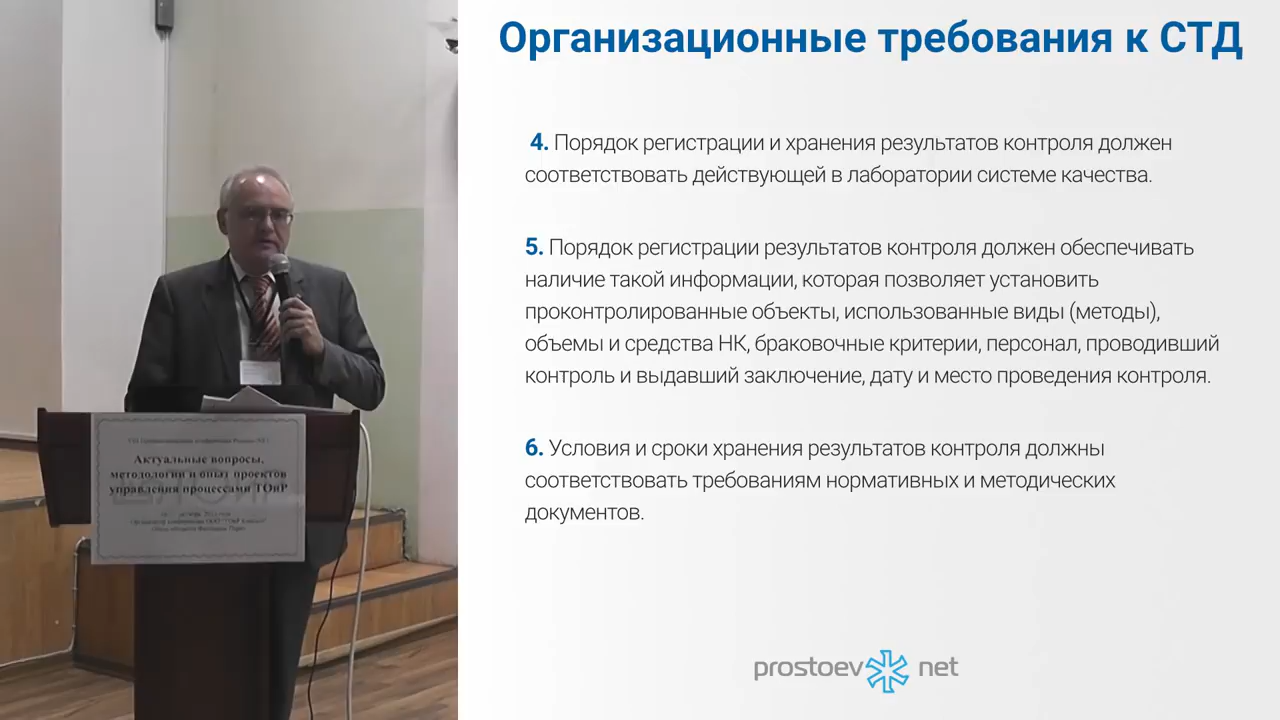 Организационные требования к СТД
4. Порядок регистрации и хранения результатов контроля должен
соответствовать действующей в лаборатории системе качества.
5. Порядок регистрации результатов контроля должен обеспечивать
наличие такой информации, которая позволяет установить
проконтролированные объекты, использованные виды (методы),
объемы и средства НК, браковочные критерии, персонал, проводивший
контроль и выдавший заключение, дату и место проведения контроля.
6. Условия и сроки хранения результатов контроля должны
соответствовать требованиям нормативных и методических
документов.
prostoev net
Актуальные вопросы,
методологии и опыт проектов
управления процессами ТОиР